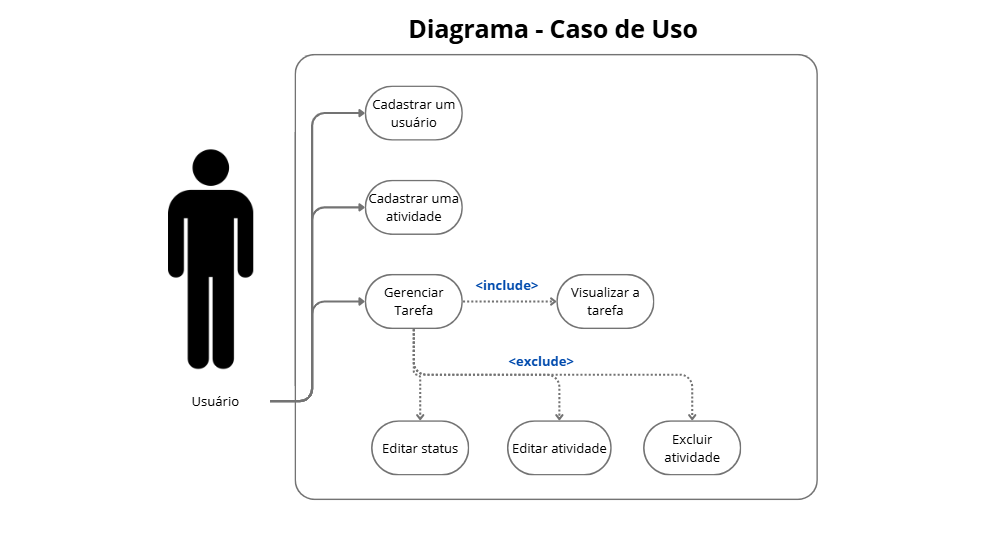 Diagrama - Caso de Uso
Cadastrar um
usuário
Cadastrar uma
atividade
Gerenciar
Tarefa
<include>
Visualizar a
tarefa
<exclude>
Usuário
Editar status
Editar atividade
Excluir
atividade